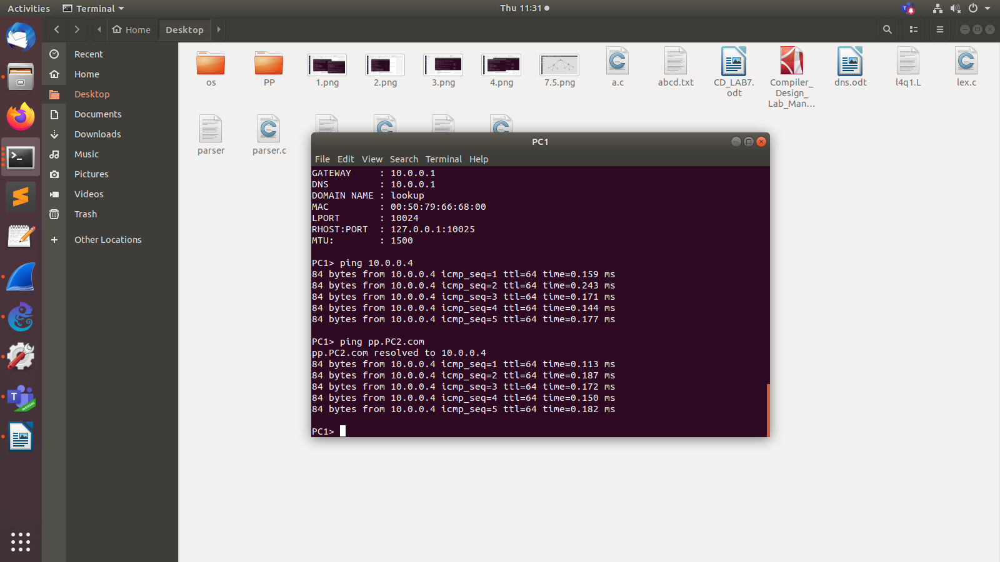 Activities Terminal Thu 11:31
Home Desktop
Recent
Home
Desktop
Documents
Downloads
Music
Pictures
Videos
Trash
Other Locations
os PP 1.png 2.png 3.png 4.png 7.5.png a.c abcd.txt CD_LAB7.odt Compiler_Design_Lab_Man... dns.odt l4q1.L lex.c
parser parser.c
PC1
File Edit View Search Terminal Help
GATEWAY : 10.0.0.1
DNS : 10.0.0.1
DOMAIN NAME : lookup
MAC : 00:50:79:66:68:00
LPORT : 10024
RHOST:PORT : 127.0.0.1:10025
MTU: : 1500
PC1> ping 10.0.0.4
84 bytes from 10.0.0.4 icmp_seq=1 ttl=64 time=0.159 ms
84 bytes from 10.0.0.4 icmp_seq=2 ttl=64 time=0.243 ms
84 bytes from 10.0.0.4 icmp_seq=3 ttl=64 time=0.171 ms
84 bytes from 10.0.0.4 icmp_seq=4 ttl=64 time=0.144 ms
84 bytes from 10.0.0.4 icmp_seq=5 ttl=64 time=0.177 ms
PC1> ping pp.PC2.com
pp.PC2.com resolved to 10.0.0.4
84 bytes from 10.0.0.4 icmp_seq=1 ttl=64 time=0.113 ms
84 bytes from 10.0.0.4 icmp_seq=2 ttl=64 time=0.187 ms
84 bytes from 10.0.0.4 icmp_seq=3 ttl=64 time=0.172 ms
84 bytes from 10.0.0.4 icmp_seq=4 ttl=64 time=0.150 ms
84 bytes from 10.0.0.4 icmp_seq=5 ttl=64 time=0.182 ms
PC1>
T
INSIDERS